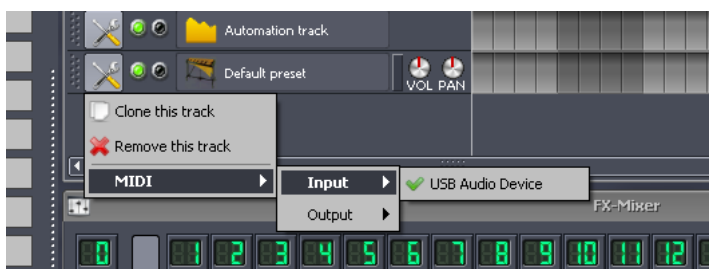 Automation track
Default preset
VOL PAN
Clone this track
Remove this track
MIDI
Input
USB Audio Device
Output
FX-Mixer
0 1 2 3 4 5 6 7 8 9 10 11 12